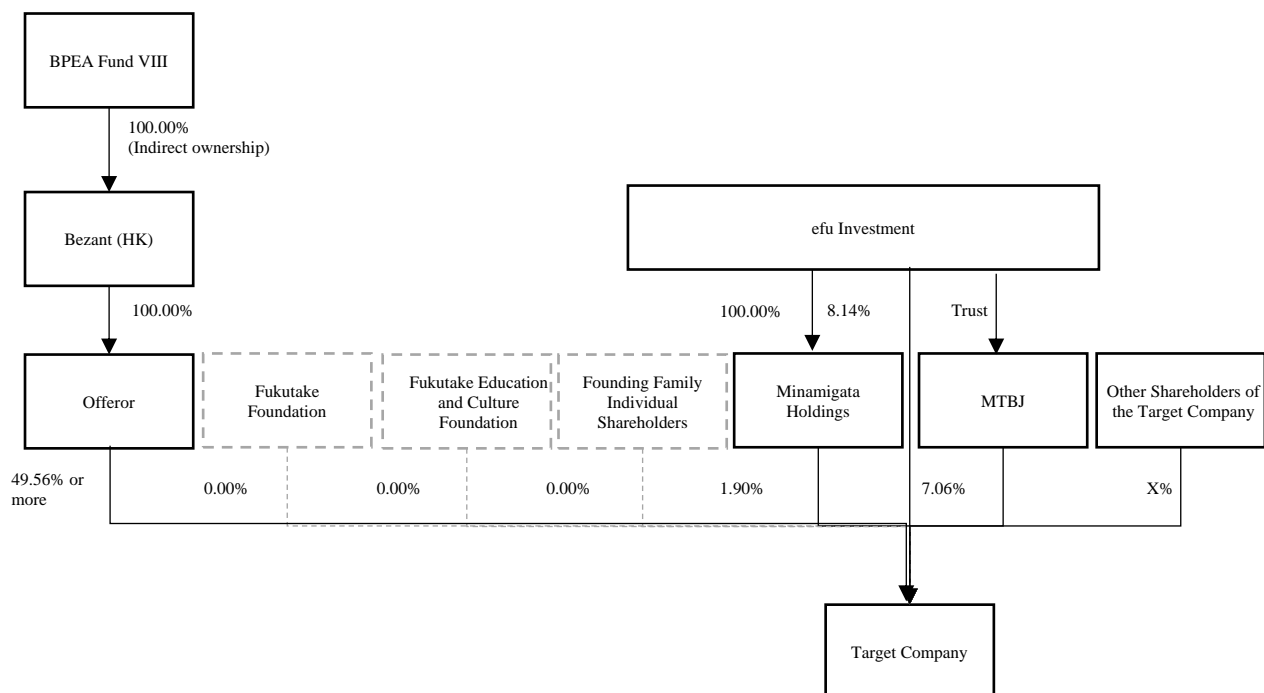 BPEA Fund VIII
100.00%
(Indirect ownership)
Bezant (HK)
efu Investment
100.00%
100.00%
8.14%
Trust
Offeror
Fukutake
Foundation
Fukutake Education
and Culture
Foundation
Founding Family
Individual
Shareholders
Minamigata
Holdings
MTBJ
Other Shareholders of
the Target Company
49.56% or
more
0.00%
0.00%
0.00%
1.90%
7.06%
X%
Target Company